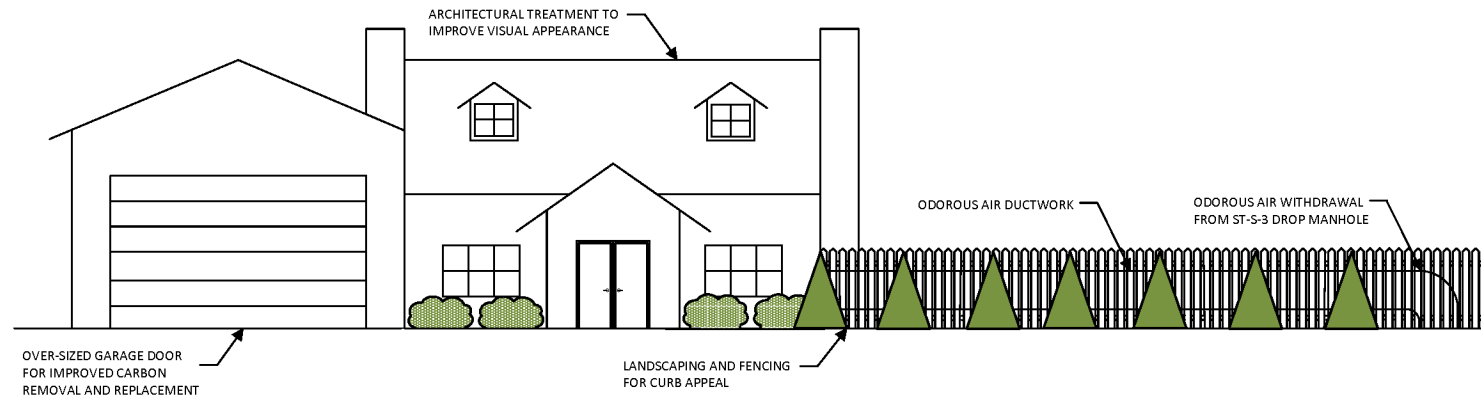 ARCHITECTURAL TREATMENT TO
IMPROVE VISUAL APPEARANCE
ODOROUS AIR DUCTWORK
ODOROUS AIR WITHDRAWAL
FROM ST-S-3 DROP MANHOLE
OVER-SIZED GARAGE DOOR
FOR IMPROVED CARBON
REMOVAL AND REPLACEMENT
LANDSCAPING AND FENCING
FOR CURB APPEAL